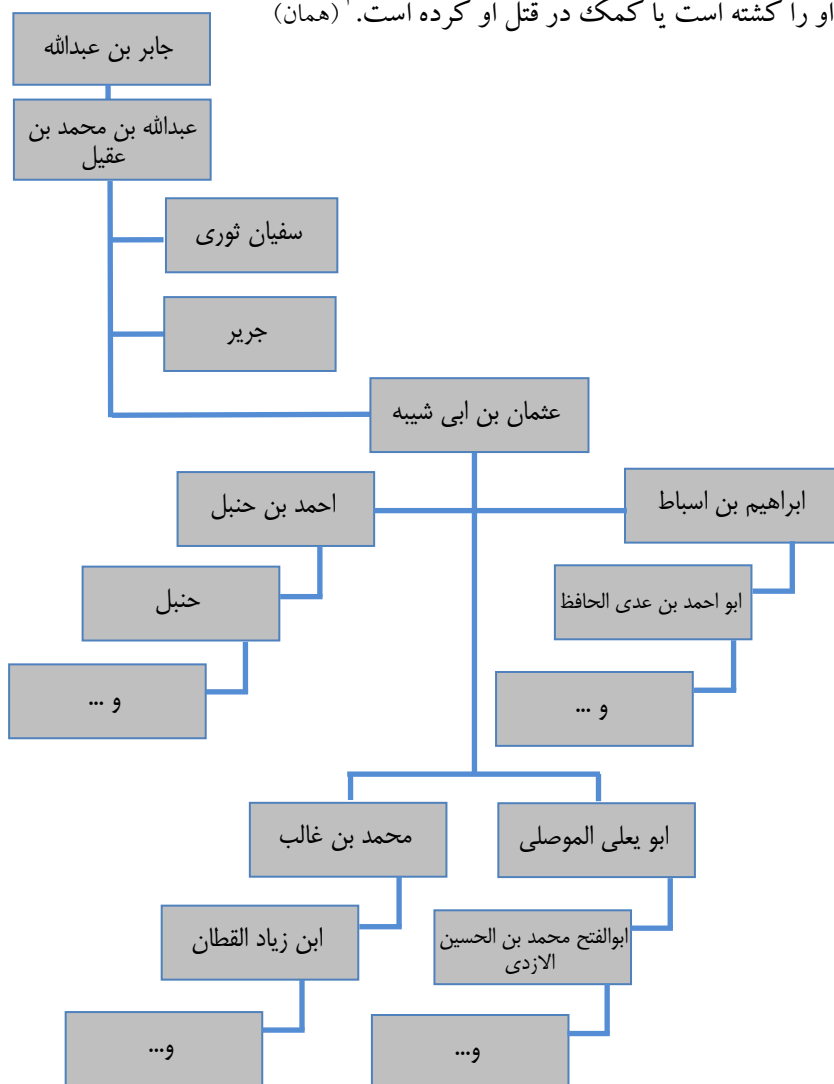 او را کشته است یا کمک در قتل او کرده است.۱ (همان)
جابر بن عبدالله
عبدالله بن محمد بن
عقیل
سفیان ثوری
جریر
عثمان بن ابی شیبه
ابراهیم بن اسباط
احمد بن حنبل
ابو احمد بن عدی الحافظ
حنبل
و ...
و ...
ابو یعلی الموصلی
محمد بن غالب
ابوالفتح محمد بن الحسین
الازدی
ابن زیاد القطان
و...
و...